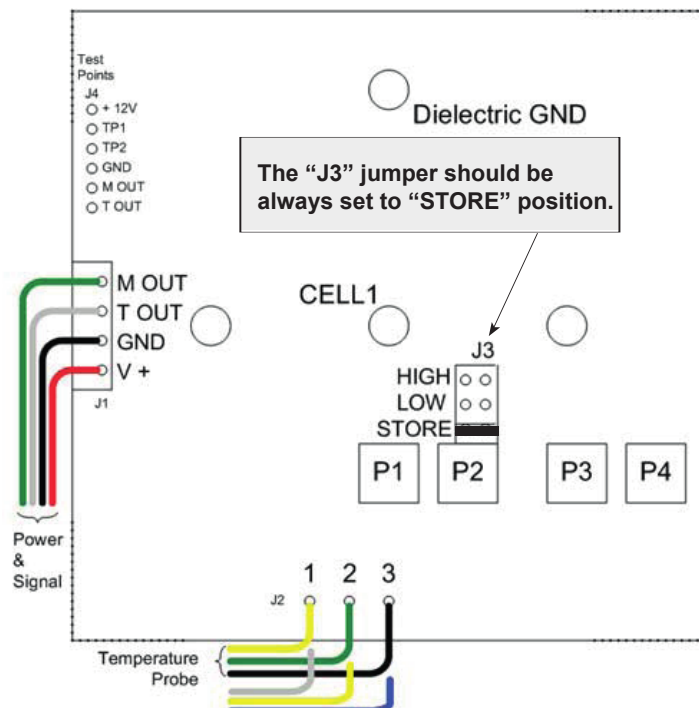 Test
Points
J4
+ 12V
TP1
TP2
GND
M OUT
T OUT
Dielectric GND
The “J3” jumper should be
always set to “STORE” position.
M OUT
T OUT
GND
V +
J1
CELL1
J3
HIGH
LOW
STORE
P1 P2 P3 P4
Power
&
Signal
1 2 3
J2
Temperature
Probe